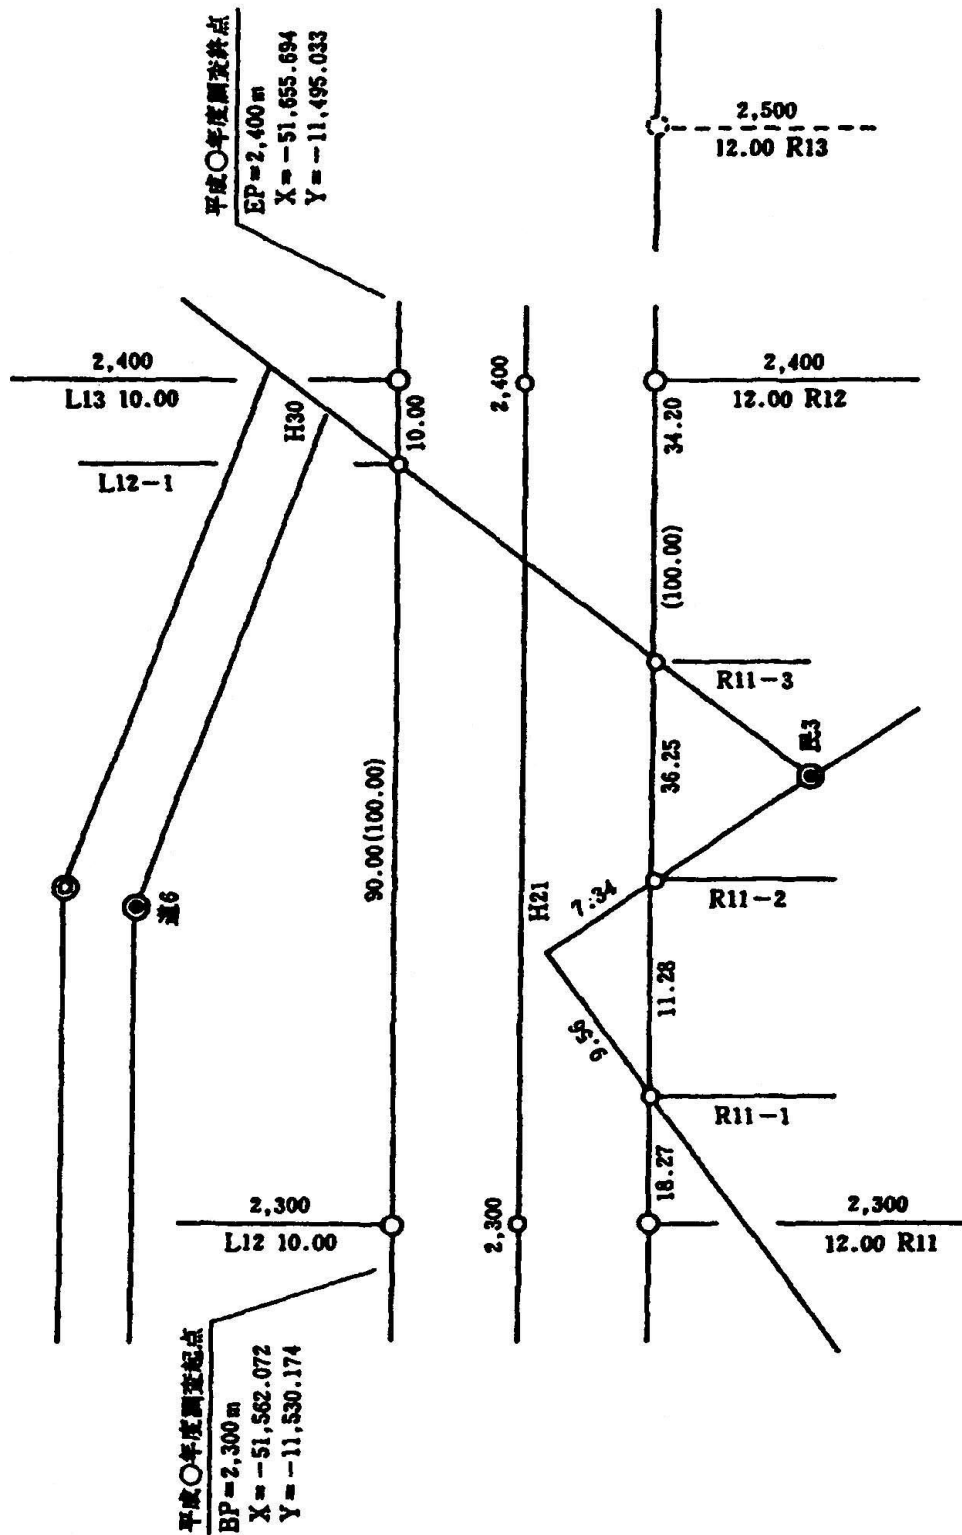 平成○年度調査終点
EP=2,400m
X=-51,655.694
Y=-11,495.033
2,500
12.00 R13
2,400
L13 10.00
H30
L12-1
10.00
2,400
2,400
12.00 R12
34.20
(100.00)
R11-3
民3
36.25
90.00(100.00)
道6
H21
7.34
R11-2
11.28
9.56
R11-1
18.27
2,300
L12 10.00
2,300
2,300
12.00 R11
平成○年度調査起点
BP=2,300m
X=-51,562.072
Y=-11,530.174